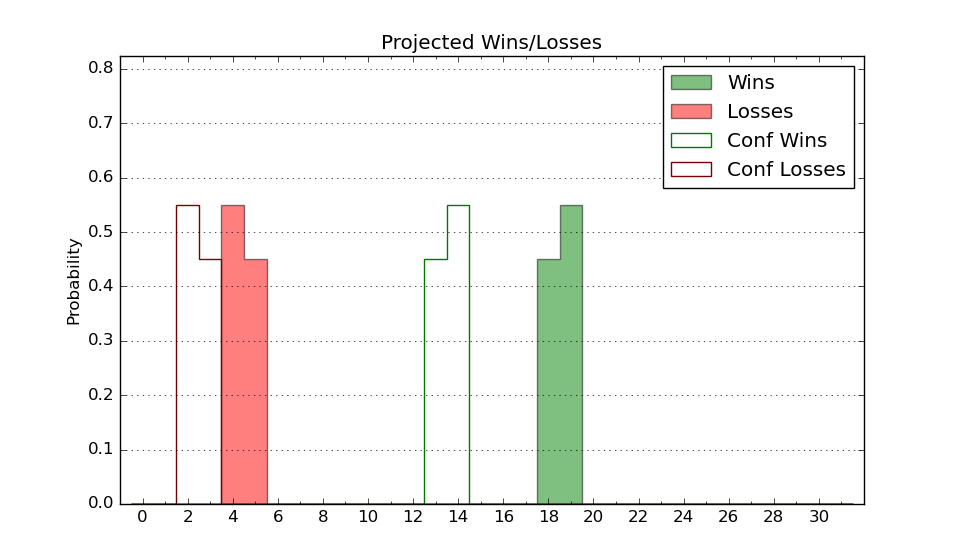 Projected Wins/Losses
0.8
0.7
0.6
0.5
0.4
0.3
0.2
0.1
0.0
Probability
Wins
Losses
Conf Wins
Conf Losses
0 2 4 6 8 10 12 14 16 18 20 22 24 26 28 30